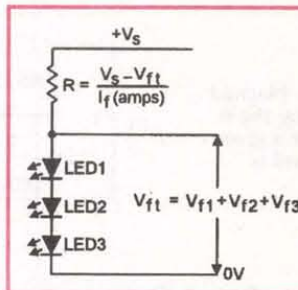 +Vs
R = Vs – Vft / If (amps)
LED1
LED2
LED3
Vft = Vf1 + Vf2 + Vf3
0V